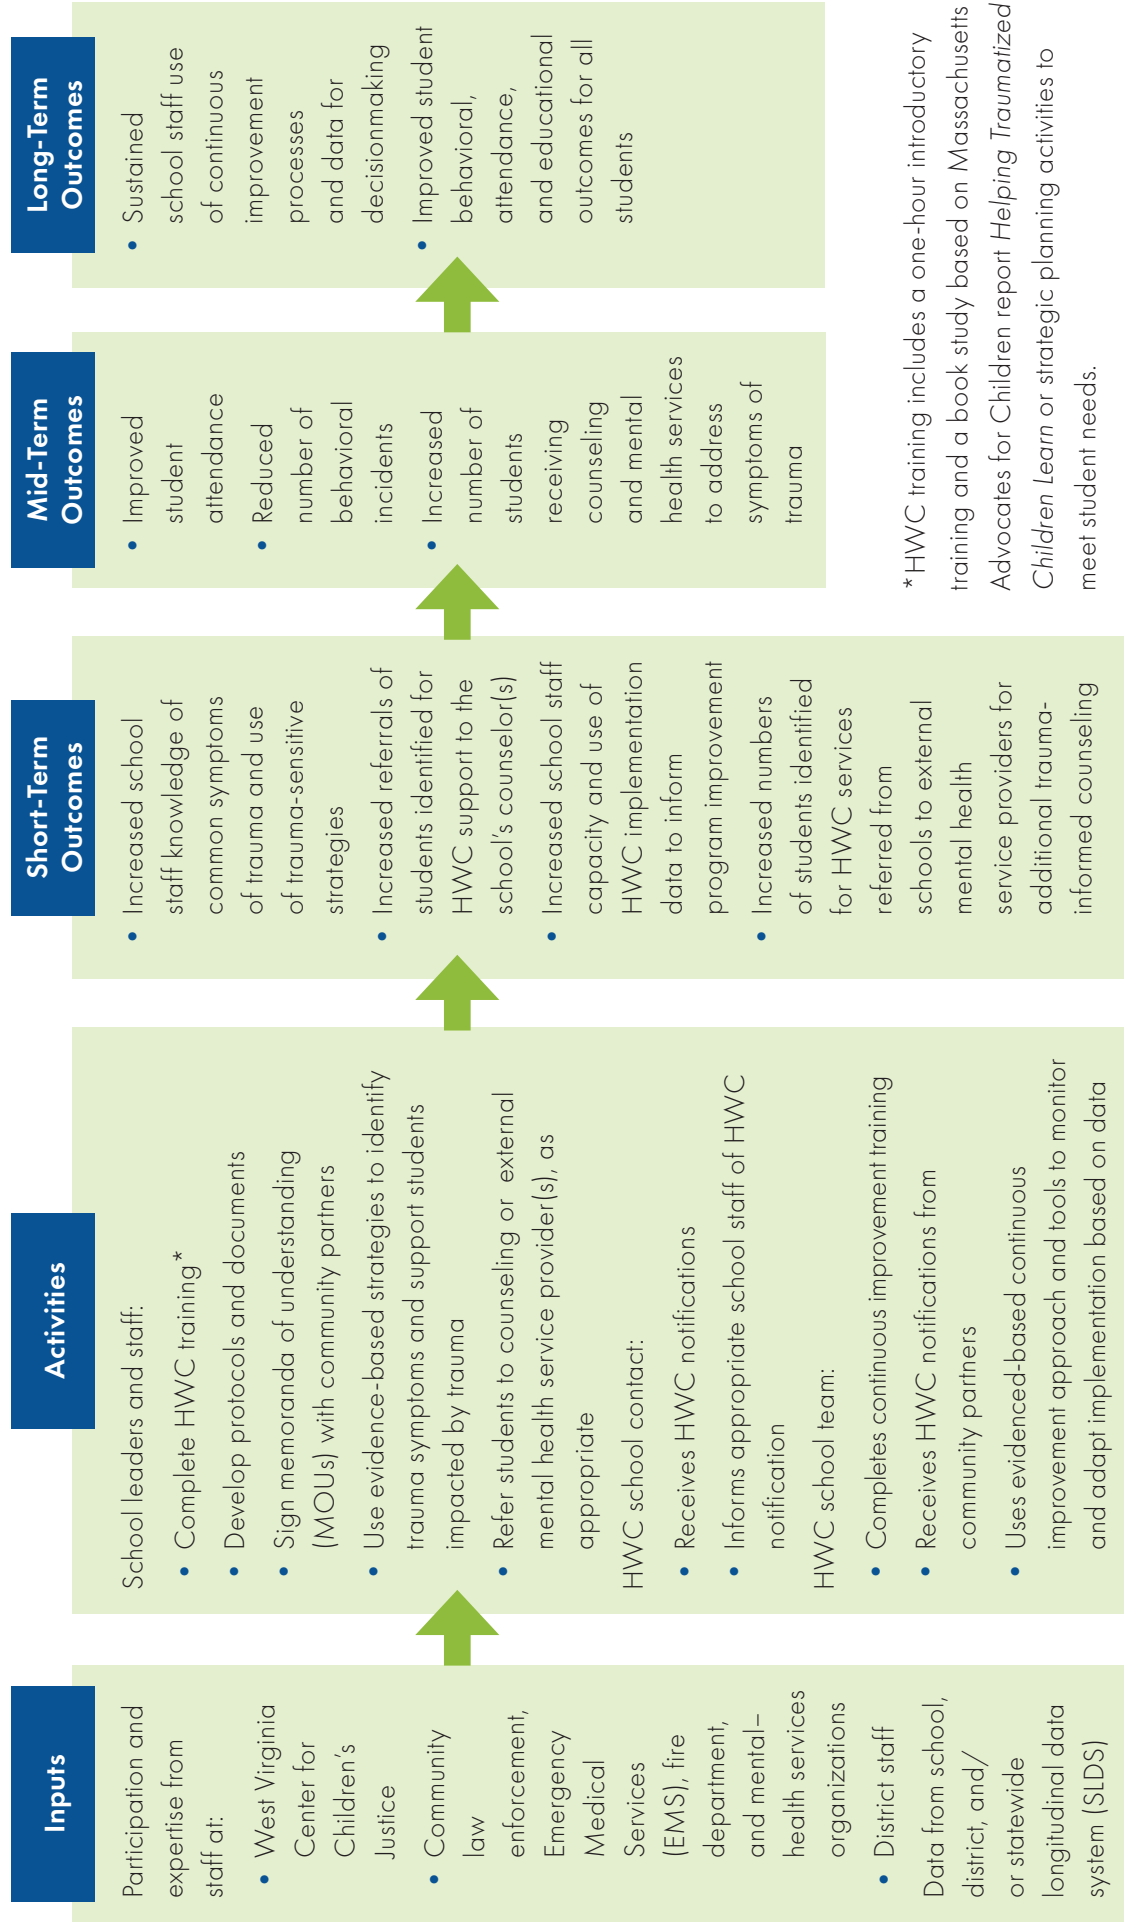 Inputs
Participation and
expertise from
staff at:
• West Virginia
Center for
Children's
Justice
• Community
law
enforcement,
Emergency
Medical
Services
(EMS), fire
department,
and mental–
health services
organizations
• District staff
Data from school,
district, and/
or statewide
longitudinal data
system (SLDS)
Activities
School leaders and staff:
• Complete HWC training*
• Develop protocols and documents
• Sign memoranda of understanding
(MOUs) with community partners
• Use evidence-based strategies to identify
trauma symptoms and support students
impacted by trauma
• Refer students to counseling or external
mental health service provider(s), as
appropriate
HWC school contact:
• Receives HWC notifications
• Informs appropriate school staff of HWC
notification
HWC school team:
• Completes continuous improvement training
• Receives HWC notifications from
community partners
• Uses evidenced-based continuous
improvement approach and tools to monitor
and adapt implementation based on data
Short-Term
Outcomes
• Increased school
staff knowledge of
common symptoms
of trauma and use
of trauma-sensitive
strategies
• Increased referrals of
students identified for
HWC support to the
school's counselor(s)
• Increased school staff
capacity and use of
HWC implementation
data to inform
program improvement
• Increased numbers
of students identified
for HWC services
referred from
schools to external
mental health
service providers for
additional trauma-
informed counseling
Mid-Term
Outcomes
• Improved
student
attendance
• Reduced
number of
behavioral
incidents
• Increased
number of
students
receiving
counseling
and mental
health services
to address
symptoms of
trauma
Long-Term
Outcomes
• Sustained
school staff use
of continuous
improvement
processes
and data for
decisionmaking
• Improved student
behavioral,
attendance,
and educational
outcomes for all
students
*HWC training includes a one-hour introductory
training and a book study based on Massachusetts
Advocates for Children report Helping Traumatized
Children Learn or strategic planning activities to
meet student needs.